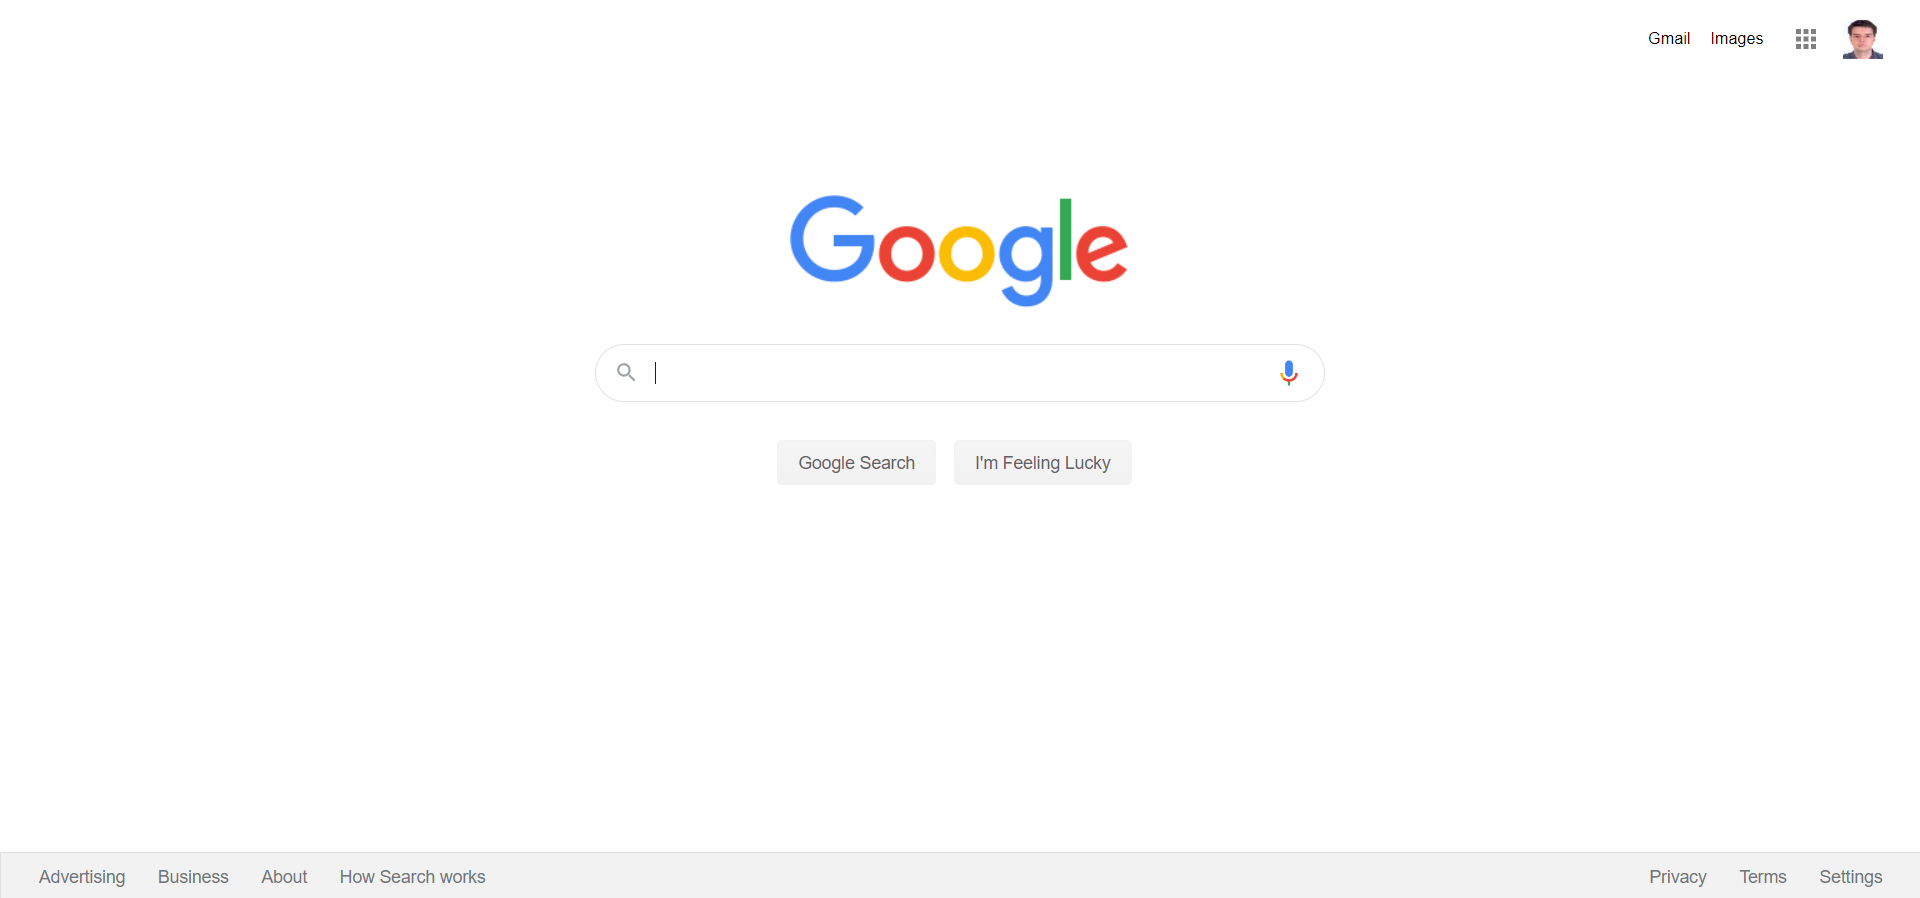 Gmail Images
Google
Google Search I'm Feeling Lucky
Advertising Business About How Search works Privacy Terms Settings